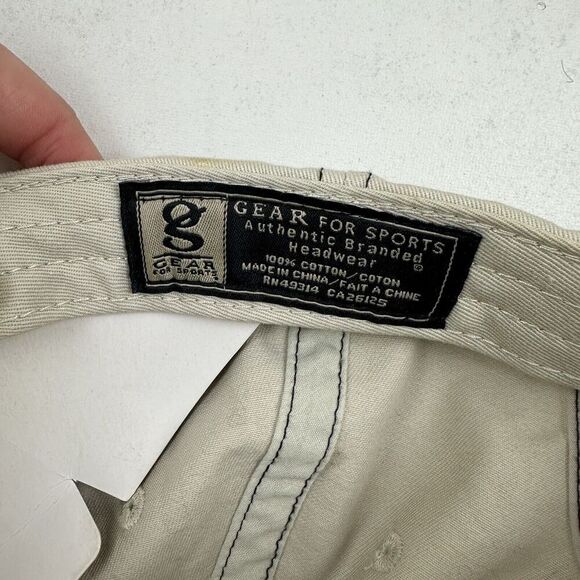 GEAR
FOR SPORTS
GEAR FOR SPORTS
Authentic Branded
Headwear
100% COTTON/COTON
MADE IN CHINA/FAIT A CHINE
RN49314 CA26125